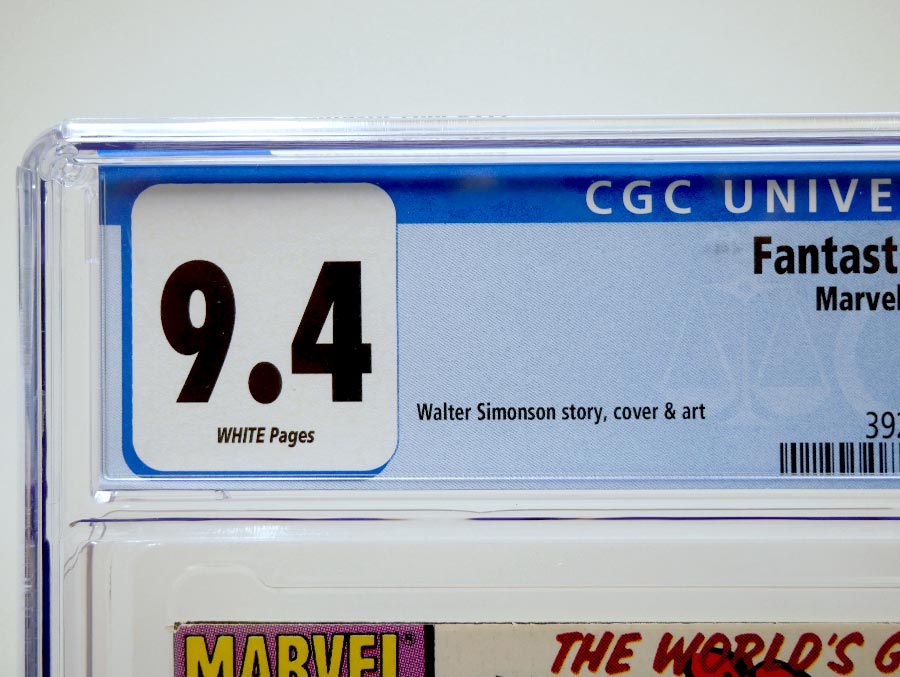 CGC UNIVE
9.4
WHITE Pages
Fantast
Marvel
Walter Simonson story, cover & art
392
MARVEL
THE WORLD'S G